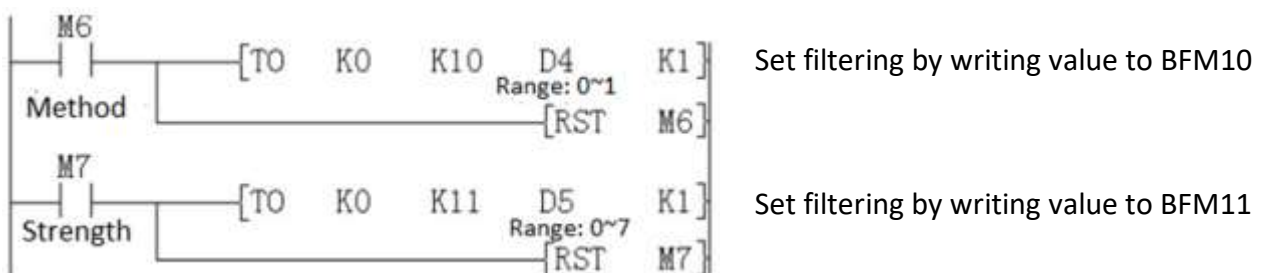 M6
[TO K0 K10 D4 K1] Set filtering by writing value to BFM10
Range: 0~1
Method
[RST M6]
M7
[TO K0 K11 D5 K1] Set filtering by writing value to BFM11
Range: 0~7
Strength
[RST M7]